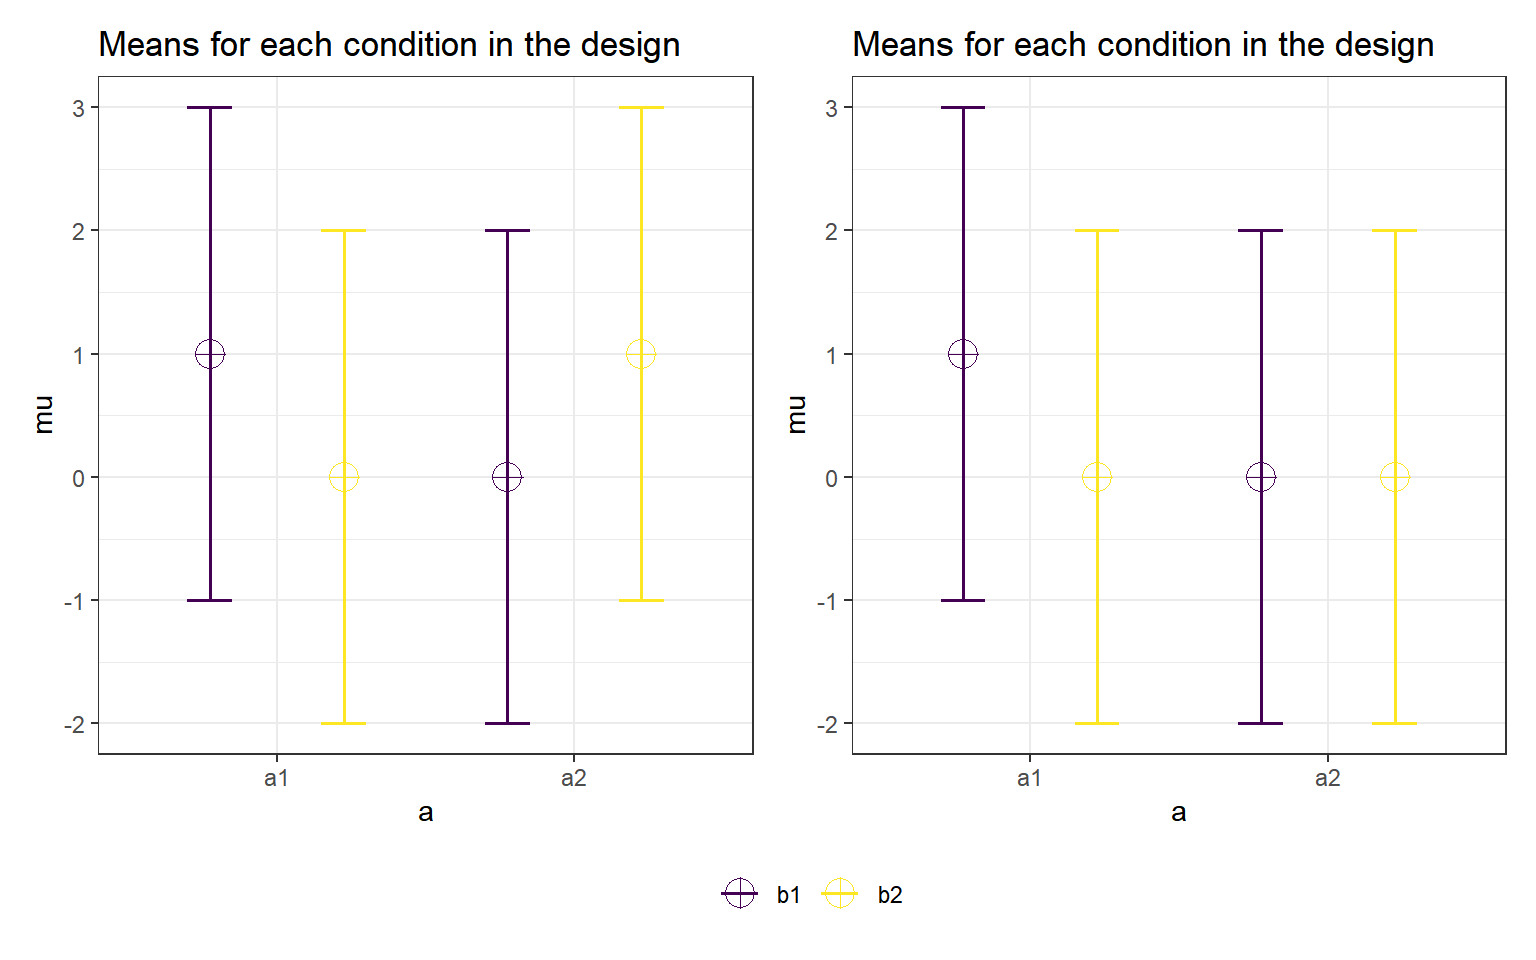 Means for each condition in the design
3
2
1
0
-1
-2
mu
a1 a2
a
Means for each condition in the design
3
2
1
0
-1
-2
mu
a1 a2
a
b1 b2